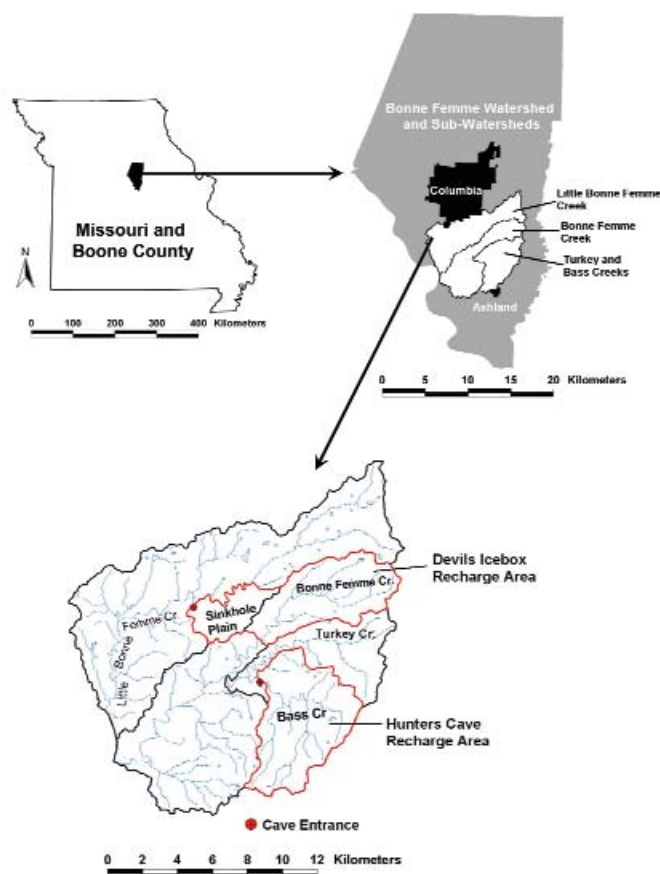 Missouri and
Boone County
N
0 100 200 300 400 Kilometers
Bonne Femme Watershed
and Sub-Watersheds
Columbia
Little Bonne Femme
Creek
Bonne Femme
Creek
Turkey and
Bass Creeks
Ashland
0 5 10 15 20 Kilometers
Devils Icebox
Recharge Area
Bonne Femme Cr.
Sinkhole
Plain
Little Bonne Femme Cr.
Turkey Cr.
Bass Cr
Hunters Cave
Recharge Area
Cave Entrance
0 2 4 6 8 10 12 Kilometers